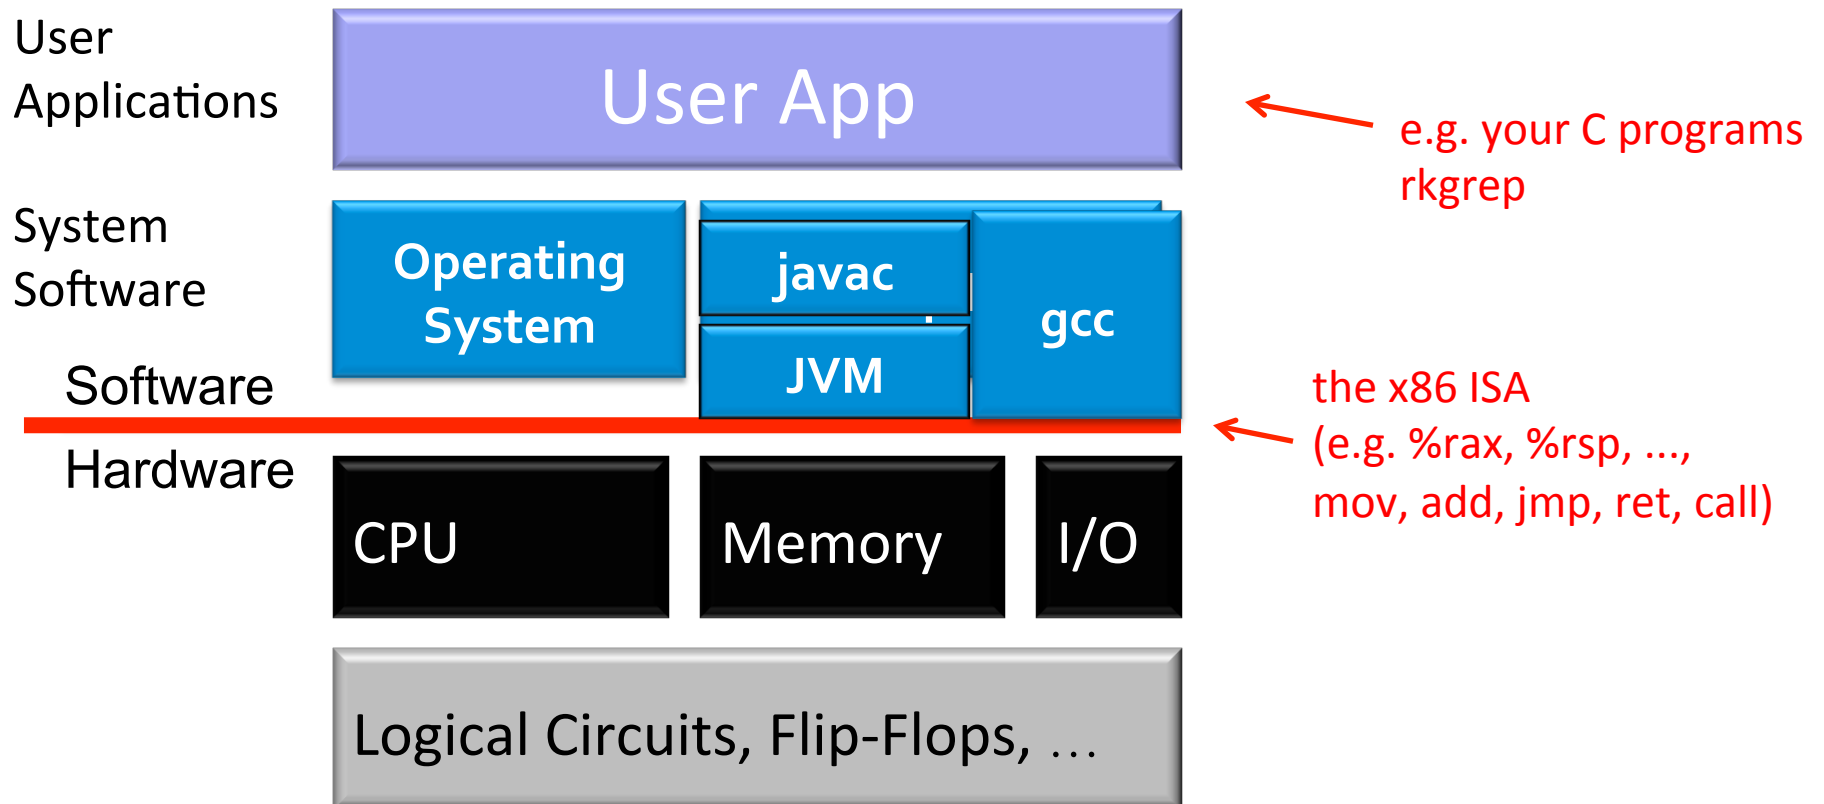 User
Applications
User App
e.g. your C programs
rkgrep
System
Software
Operating
System
javac
JVM
gcc
Software
Hardware
the x86 ISA
(e.g. %rax, %rsp, ...,
mov, add, jmp, ret, call)
CPU
Memory
I/O
Logical Circuits, Flip-Flops, ...